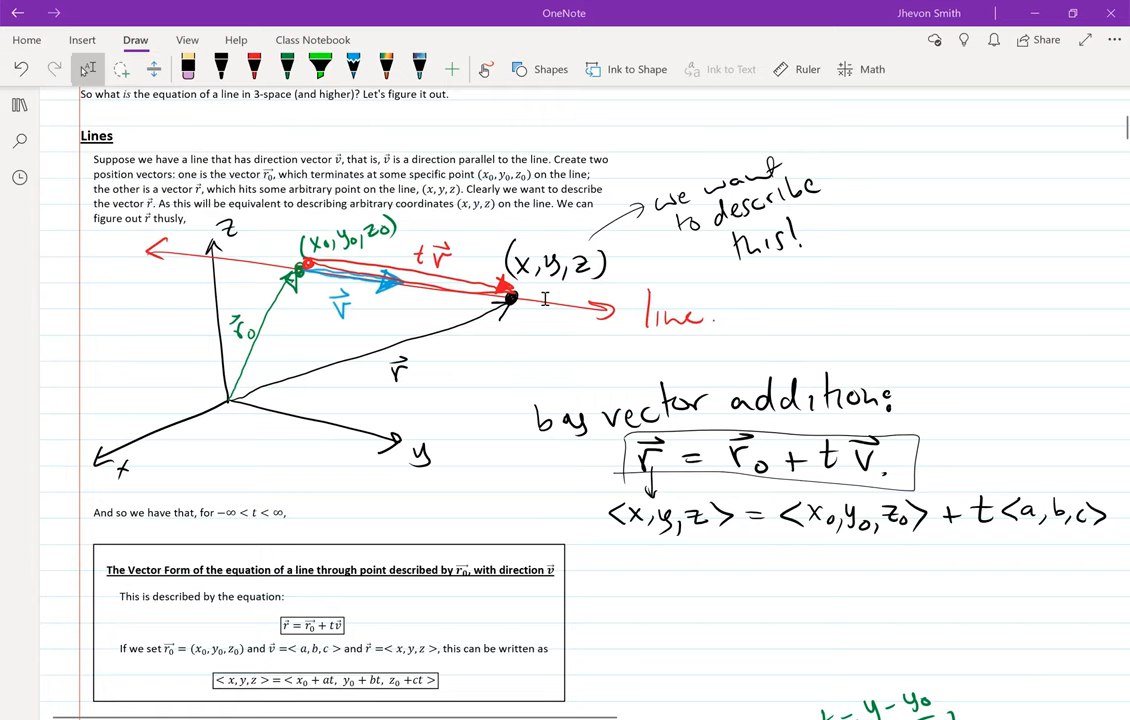 OneNote
Jhevon Smith
Home Insert Draw View Help Class Notebook
Share
Shapes Ink to Shape Ink to Text Ruler Math
So what is the equation of a line in 3-space (and higher)? Let's figure it out.
Lines
Suppose we have a line that has direction vector v⃗, that is, v⃗ is a direction parallel to the line. Create two
position vectors: one is the vector r₀⃗, which terminates at some specific point (x₀, y₀, z₀) on the line;
the other is a vector r⃗, which hits some arbitrary point on the line, (x, y, z). Clearly we want to describe
the vector r⃗. As this will be equivalent to describing arbitrary coordinates (x, y, z) on the line. We can
figure out r⃗ thusly,
we want
to describe
this!
z
(x₀, y₀, z₀)
t v⃗
(x, y, z)
v⃗
line.
r⃗₀
r⃗
x
y
by vector addition:
r⃗ = r⃗₀ + t v⃗.
<x, y, z> = <x₀, y₀, z₀> + t <a, b, c>
And so we have that, for −∞ < t < ∞,
The Vector Form of the equation of a line through point described by r₀⃗, with direction v⃗
This is described by the equation:
r⃗ = r₀⃗ + tv⃗
If we set r₀⃗ = (x₀, y₀, z₀) and v⃗ =< a, b, c > and r⃗ =< x, y, z >, this can be written as
< x, y, z > = < x₀ + at, y₀ + bt, z₀ +ct >
y − y₀